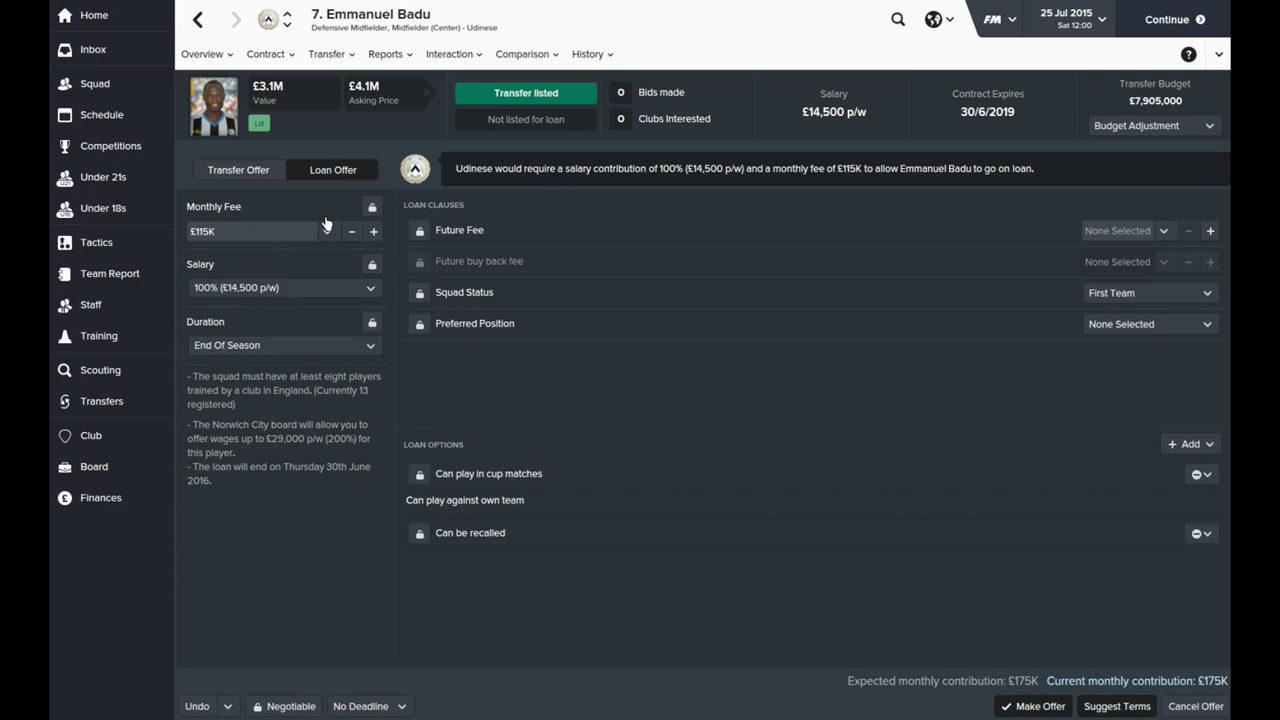 Home
7. Emmanuel Badu
Defensive Midfielder, Midfielder (Center) - Udinese
FM
25 Jul 2015
Sat 12:00
Continue
Inbox
Overview
Contract
Transfer
Reports
Interaction
Comparison
History
?
Squad
£3.1M
Value
£4.1M
Asking Price
Lst
Transfer listed
Not listed for loan
0 Bids made
0 Clubs Interested
Salary
£14,500 p/w
Contract Expires
30/6/2019
Transfer Budget
£7,905,000
Budget Adjustment
Schedule
Competitions
Under 21s
Under 18s
Tactics
Team Report
Staff
Training
Scouting
Transfers
Club
Board
Finances
Transfer Offer
Loan Offer
Udinese would require a salary contribution of 100% (£14,500 p/w) and a monthly fee of £115K to allow Emmanuel Badu to go on loan.
Monthly Fee
£115K
- +
Salary
100% (£14,500 p/w)
Duration
End Of Season
- The squad must have at least eight players
trained by a club in England. (Currently 13
registered)
- The Norwich City board will allow you to
offer wages up to £29,000 p/w (200%) for
this player.
- The loan will end on Thursday 30th June
2016.
LOAN CLAUSES
Future Fee
None Selected
- +
Future buy back fee
None Selected
- +
Squad Status
First Team
Preferred Position
None Selected
LOAN OPTIONS
+ Add
Can play in cup matches
Can play against own team
Can be recalled
Expected monthly contribution: £175K
Current monthly contribution: £175K
Undo
Negotiable
No Deadline
Make Offer
Suggest Terms
Cancel Offer